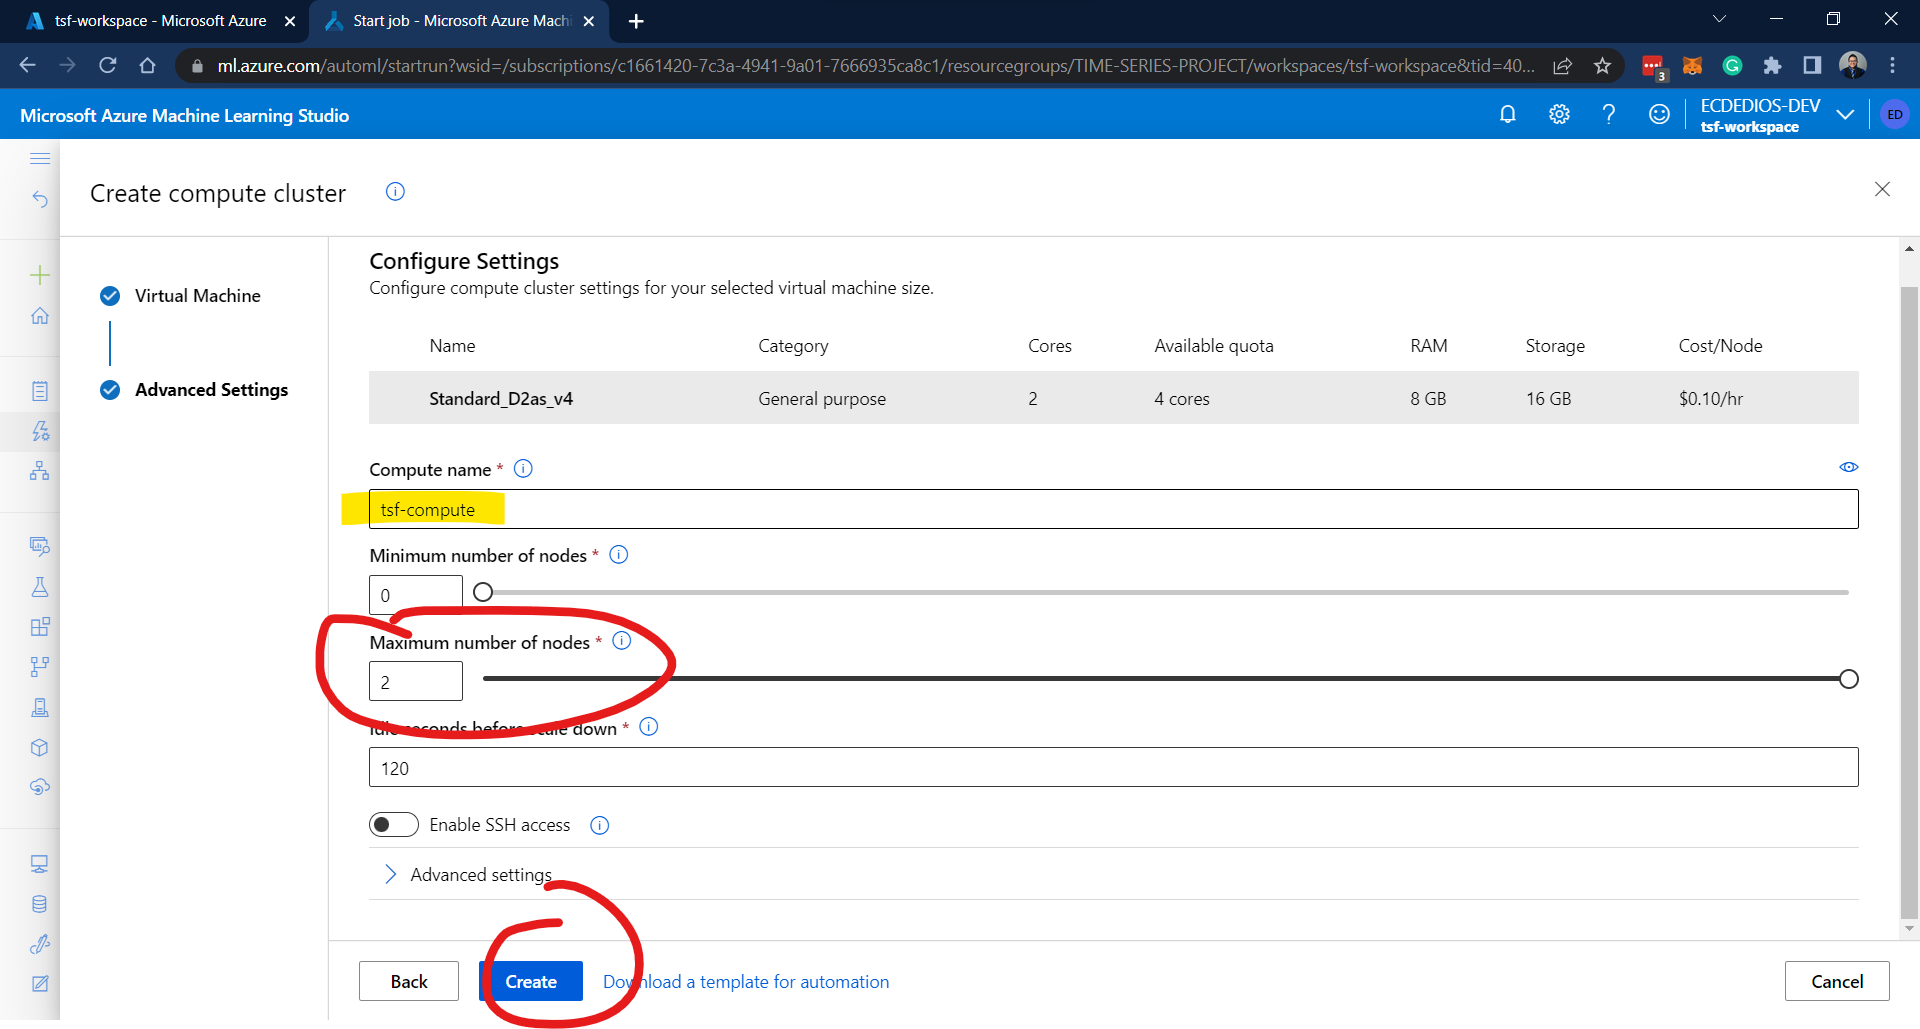 tsf-workspace - Microsoft Azure
Start job - Microsoft Azure Machi
ml.azure.com/automl/startrun?wsid=/subscriptions/c1661420-7c3a-4941-9a01-7666935ca8c1/resourcegroups/TIME-SERIES-PROJECT/workspaces/tsf-workspace&tid=40...
3
Microsoft Azure Machine Learning Studio
ECDEDIOS-DEV
tsf-workspace
ED
Create compute cluster
Virtual Machine
Advanced Settings
Configure Settings
Configure compute cluster settings for your selected virtual machine size.
Name Category Cores Available quota RAM Storage Cost/Node
Standard_D2as_v4 General purpose 2 4 cores 8 GB 16 GB $0.10/hr
Compute name *
tsf-compute
Minimum number of nodes *
0
Maximum number of nodes *
2
Idle seconds before scale down *
120
Enable SSH access
Advanced settings
Back
Create
Download a template for automation
Cancel